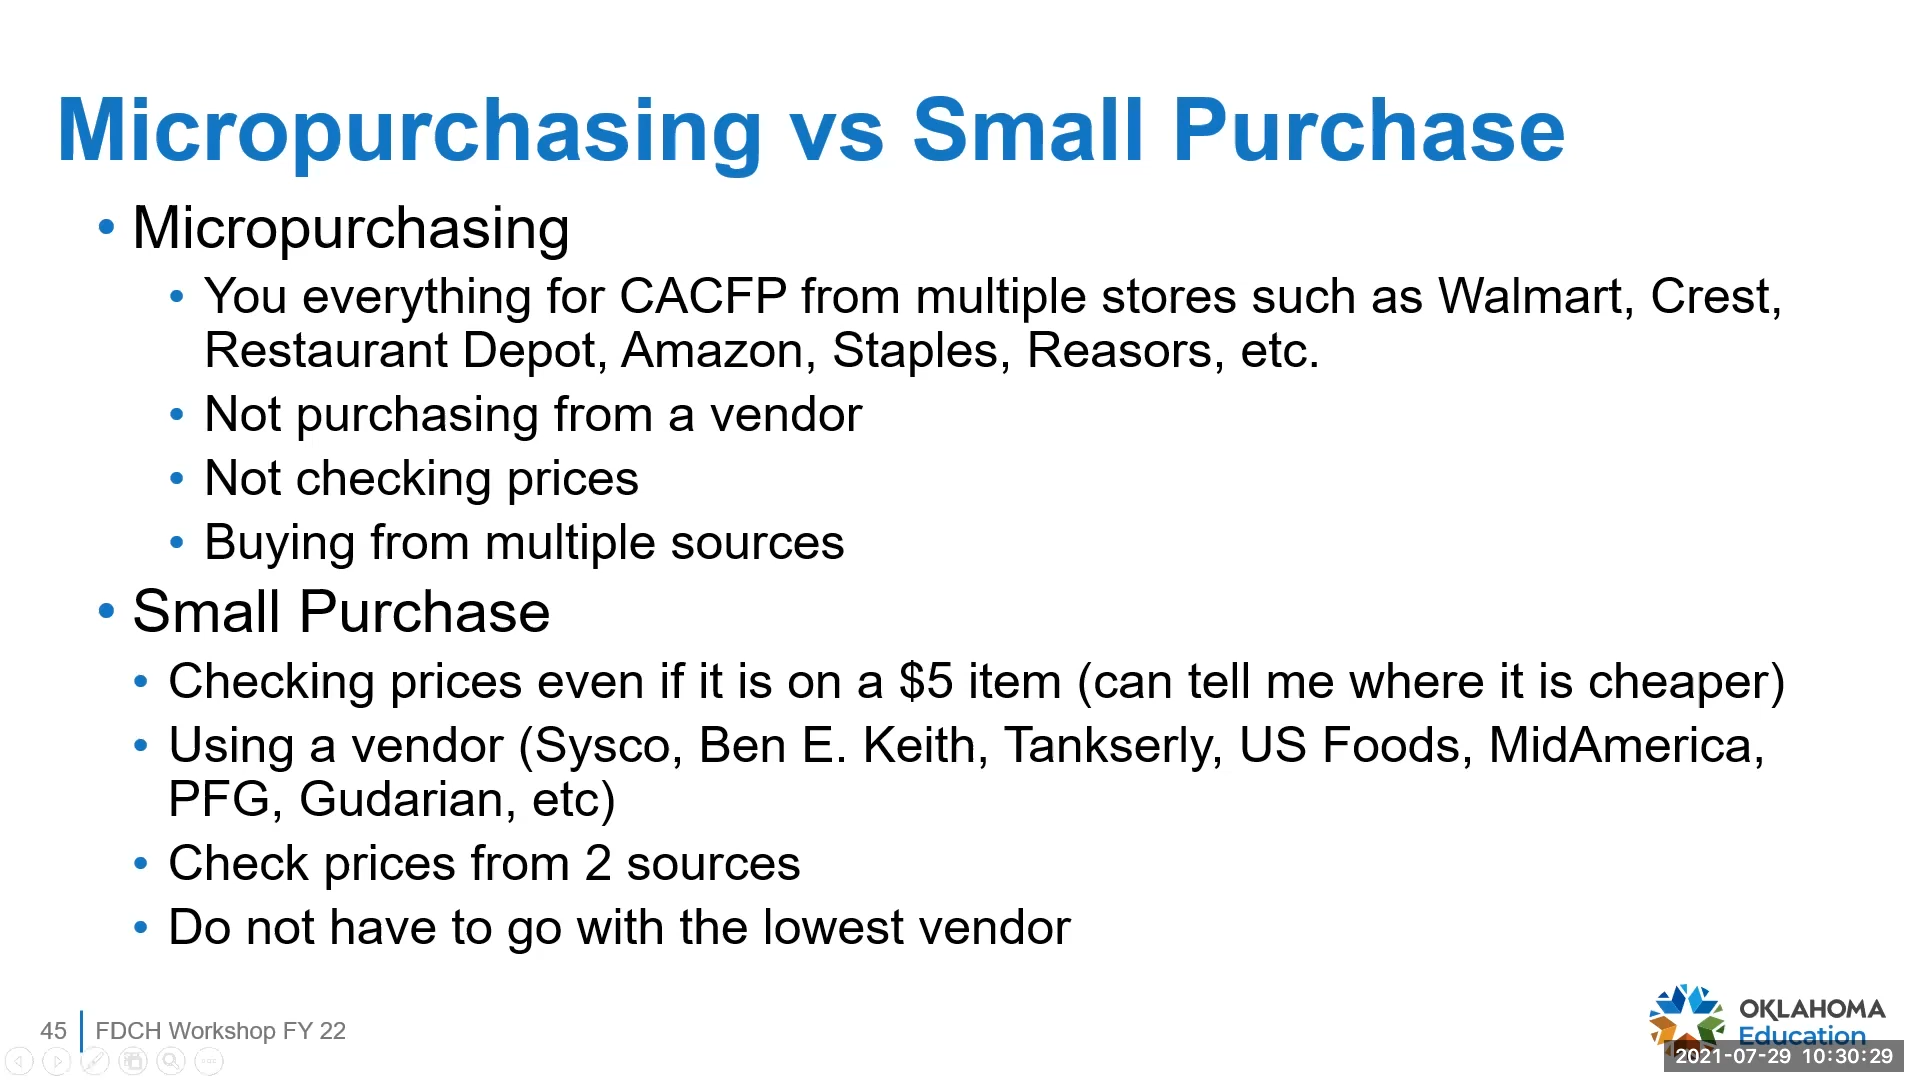 Micropurchasing vs Small Purchase
• Micropurchasing
• You everything for CACFP from multiple stores such as Walmart, Crest,
Restaurant Depot, Amazon, Staples, Reasors, etc.
• Not purchasing from a vendor
• Not checking prices
• Buying from multiple sources
• Small Purchase
• Checking prices even if it is on a $5 item (can tell me where it is cheaper)
• Using a vendor (Sysco, Ben E. Keith, Tankserly, US Foods, MidAmerica,
PFG, Gudarian, etc)
• Check prices from 2 sources
• Do not have to go with the lowest vendor
45 FDCH Workshop FY 22
OKLAHOMA
Education
2021-07-29 10:30:29